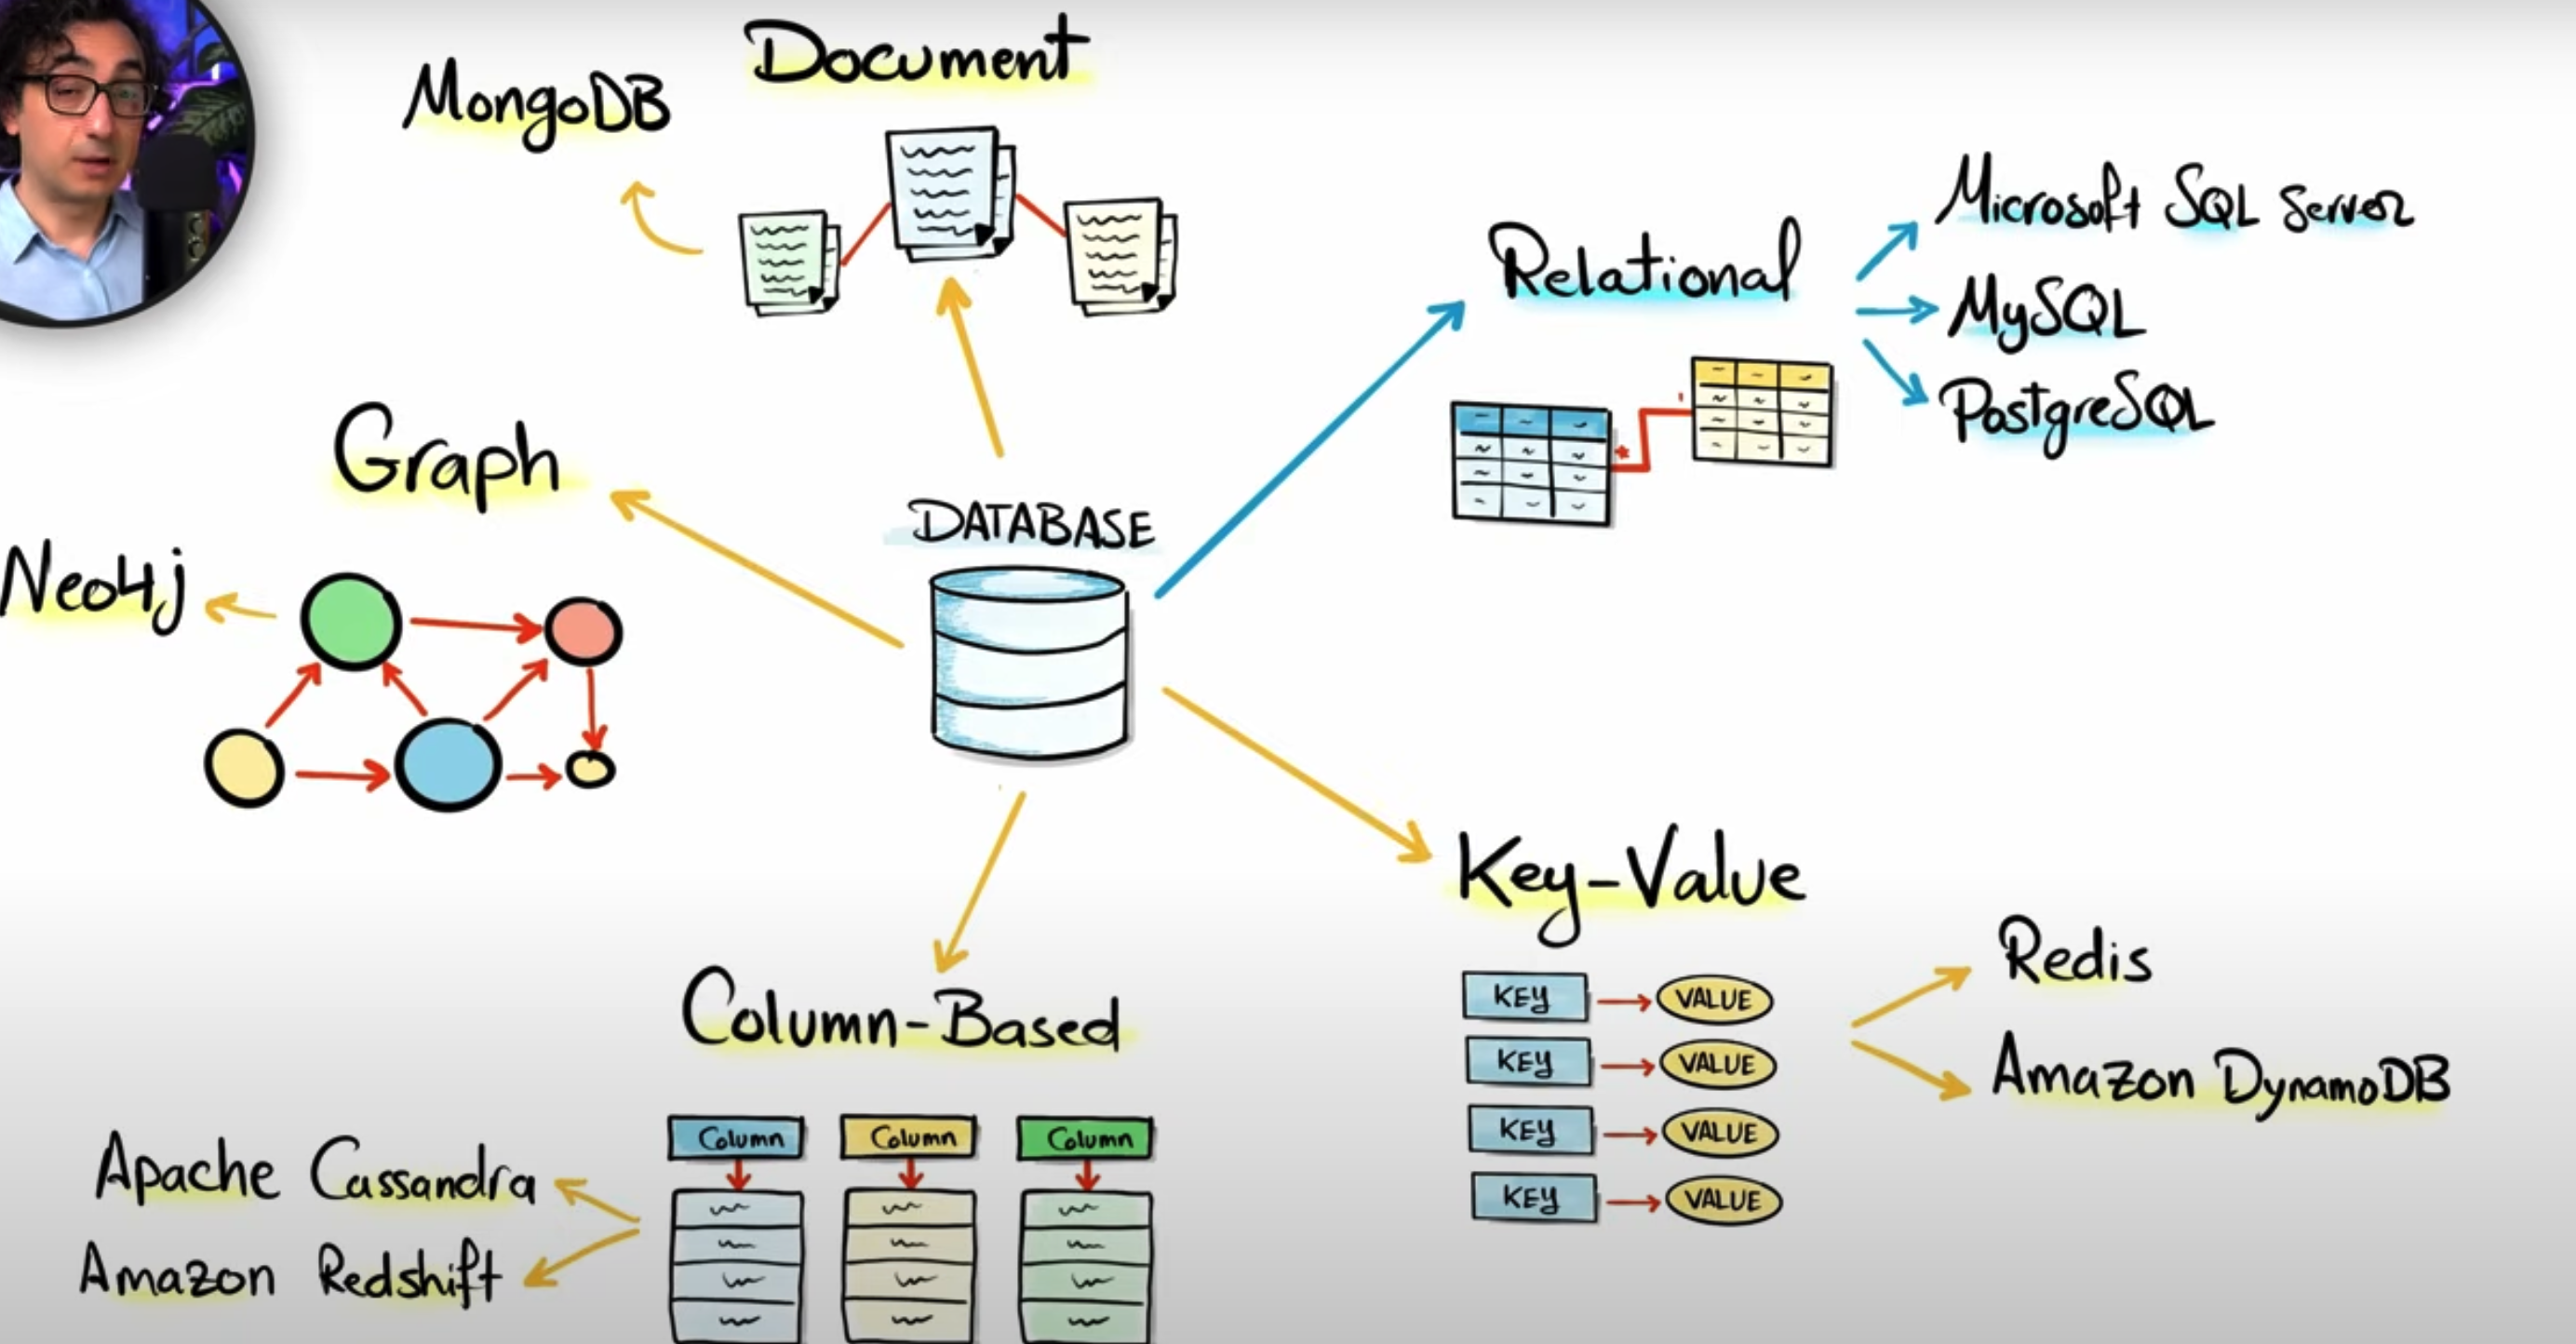 Document
MongoDB
Relational
Microsoft SQL Server
MySQL
PostgreSQL
Graph
Neo4j
DATABASE
Key-Value
KEY VALUE
KEY VALUE
KEY VALUE
KEY VALUE
Redis
Amazon DynamoDB
Column-Based
Column Column Column
Apache Cassandra
Amazon Redshift